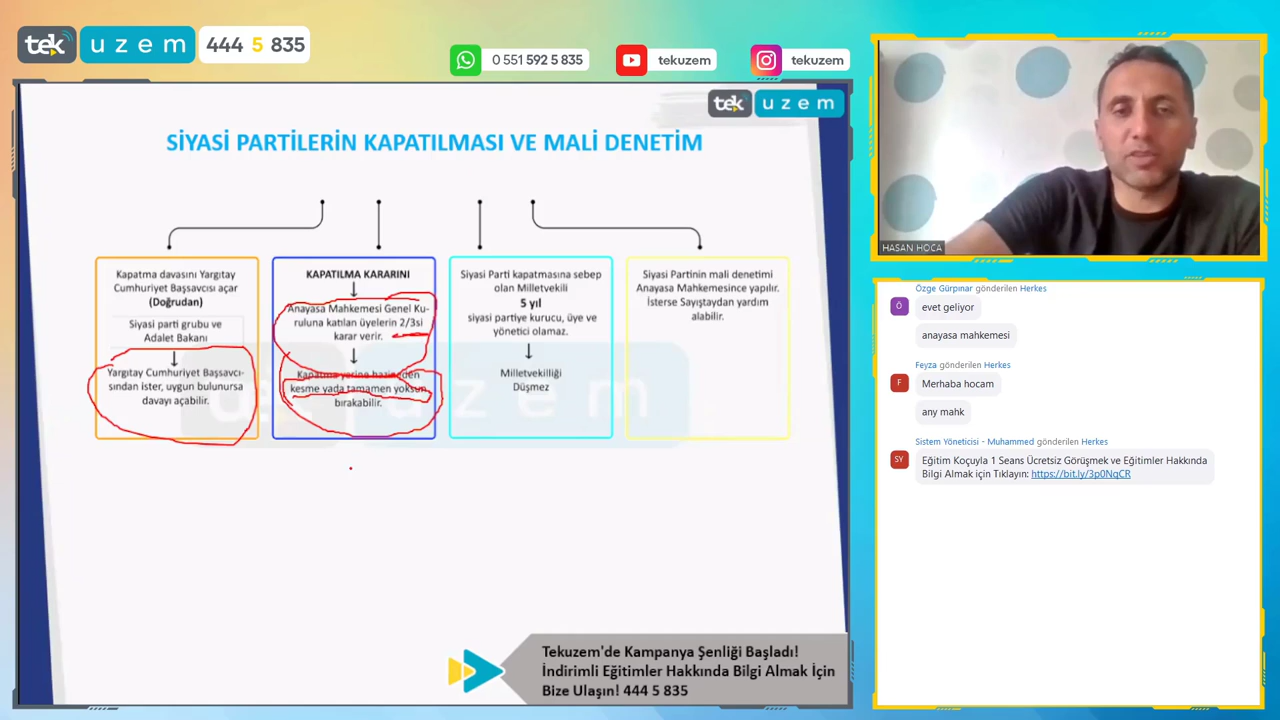 tek uzem 444 5 835
0 551 592 5 835
tekuzem
tekuzem
tek uzem
SİYASİ PARTİLERİN KAPATILMASI VE MALİ DENETİM
Kapatma davasını Yargıtay
Cumhuriyet Başsavcısı açar
(Doğrudan)
Siyasi parti grubu ve
Adalet Bakanı
Yargıtay Cumhuriyet Başsavcı-
sından ister, uygun bulunursa
davayı açabilir.
KAPATILMA KARARINI
Anayasa Mahkemesi Genel Ku-
ruluna katılan üyelerin 2/3si
karar verir.
Kapatma yerine hazineden
kesme yada tamamen yoksun
bırakabilir.
Siyasi Parti kapatmasına sebep
olan Milletvekili
5 yıl
siyasi partiye kurucu, üye ve
yönetici olamaz.
Milletvekilliği
Düşmez
Siyasi Partinin mali denetimi
Anayasa Mahkemesince yapılır.
İsterse Sayıştaydan yardım
alabilir.
tek uzem
Tekuzem'de Kampanya Şenliği Başladı!
İndirimli Eğitimler Hakkında Bilgi Almak İçin
Bize Ulaşın! 444 5 835
HASAN HOCA
Özge Gürpınar gönderilen Herkes
Ö
evet geliyor
anayasa mahkemesi
Feyza gönderilen Herkes
F
Merhaba hocam
any mahk
Sistem Yöneticisi - Muhammed gönderilen Herkes
SY
Eğitim Koçuyla 1 Seans Ücretsiz Görüşmek ve Eğitimler Hakkında
Bilgi Almak için Tıklayın: https://bit.ly/3p0NqCR